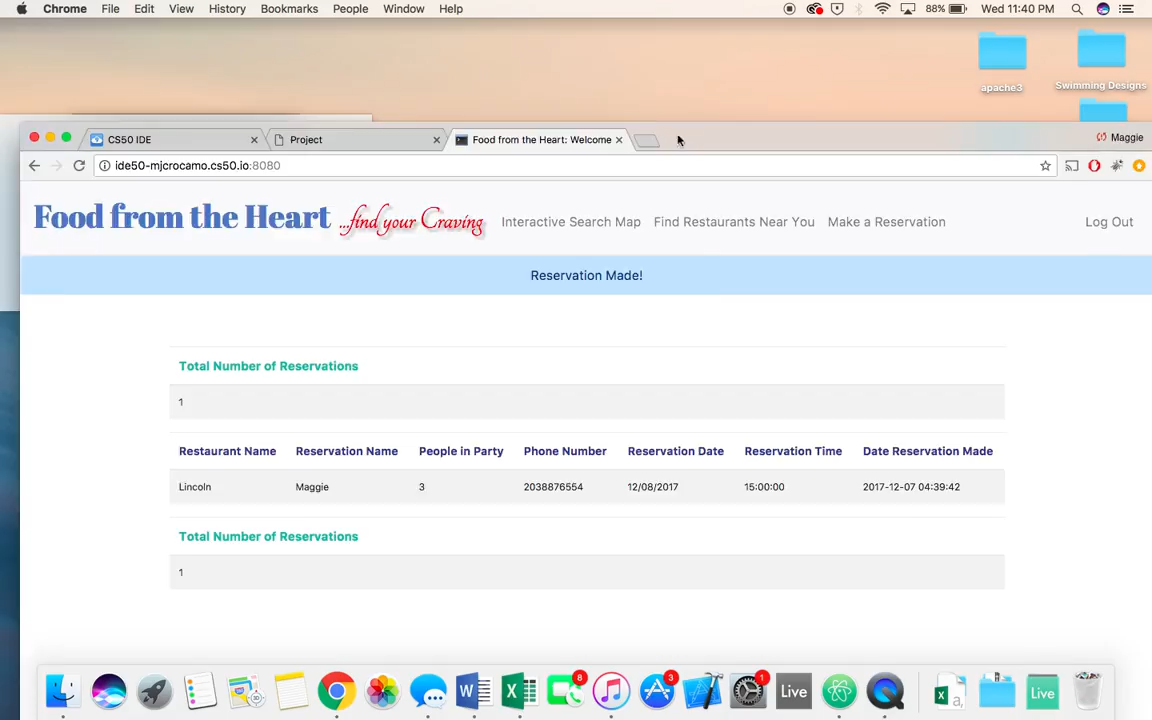 Chrome File Edit View History Bookmarks People Window Help 88% Wed 11:40 PM
apache3
Swimming Designs
CS50 IDE
Project
Food from the Heart: Welcome
Maggie
ide50-mjcrocamo.cs50.io:8080
Food from the Heart ...find your Craving Interactive Search Map Find Restaurants Near You Make a Reservation Log Out
Reservation Made!
Total Number of Reservations
1
Restaurant Name Reservation Name People in Party Phone Number Reservation Date Reservation Time Date Reservation Made
Lincoln Maggie 3 2038876554 12/08/2017 15:00:00 2017-12-07 04:39:42
Total Number of Reservations
1
8 3 1
Live Live